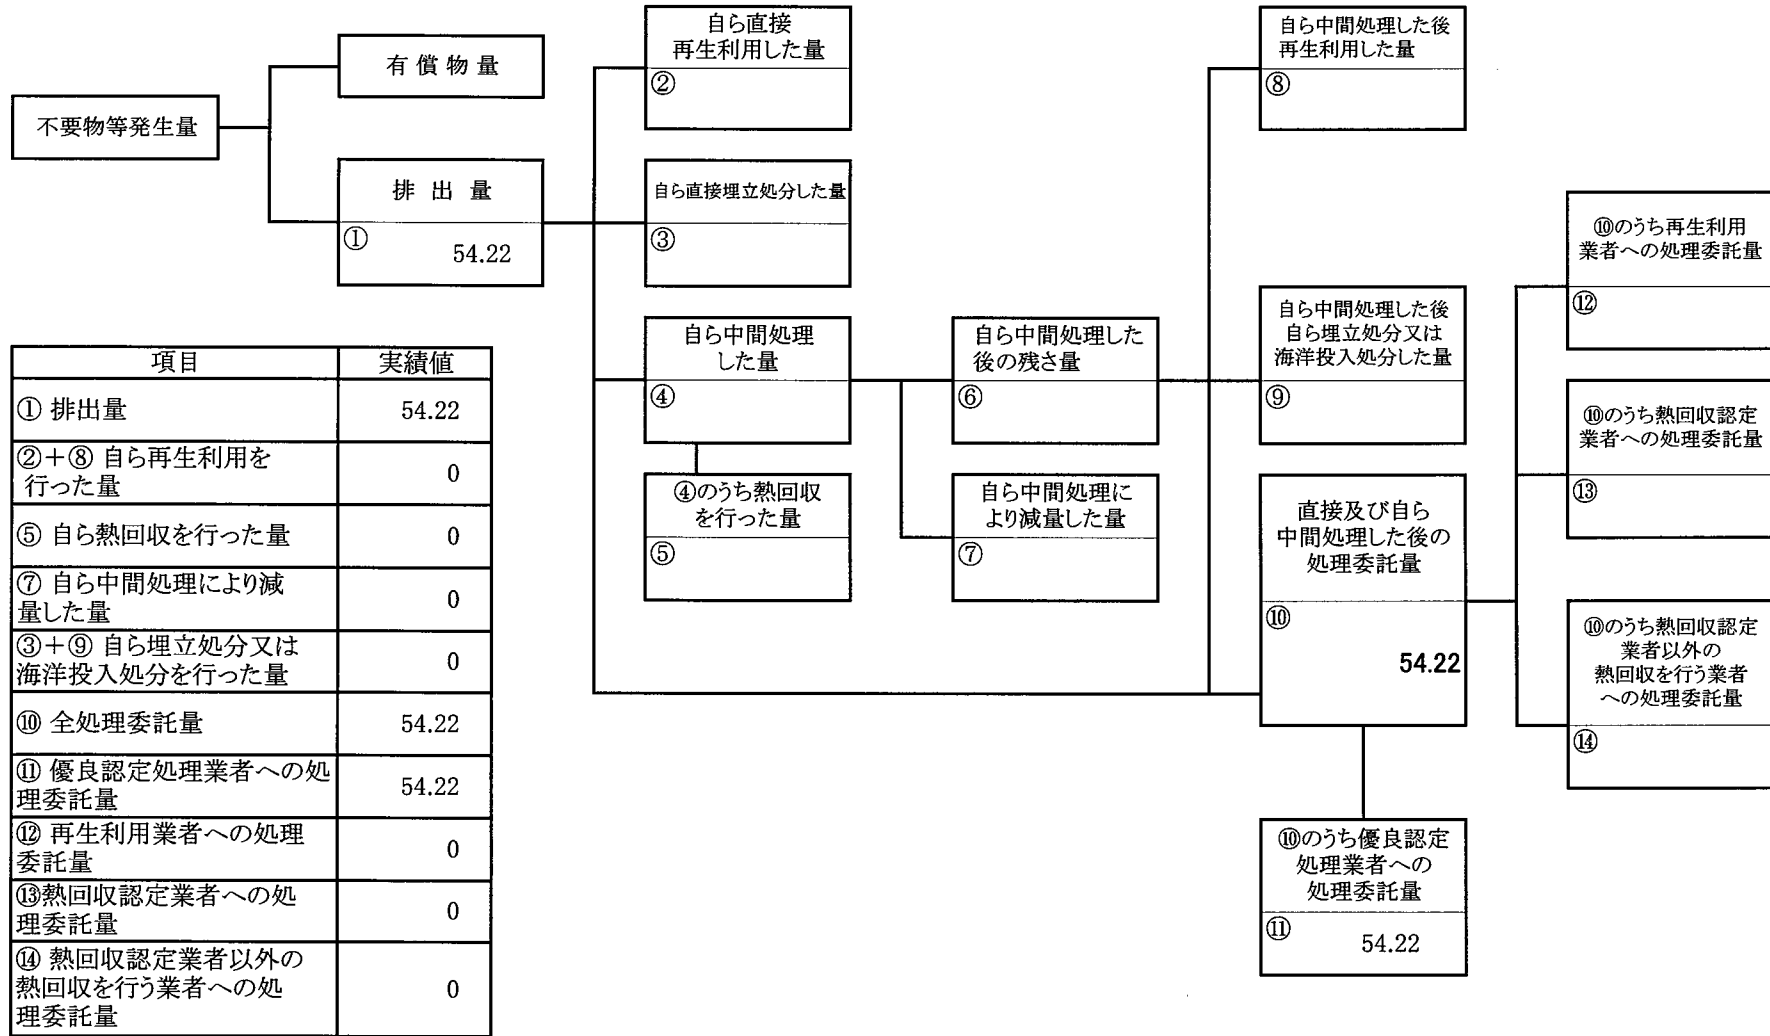 不要物等発生量
有償物量
排出量
① 54.22
自ら直接
再生利用した量
②
自ら直接埋立処分した量
③
自ら中間処理
した量
④
④のうち熱回収
を行った量
⑤
自ら中間処理した
後の残さ量
⑥
自ら中間処理に
より減量した量
⑦
自ら中間処理した後
再生利用した量
⑧
自ら中間処理した後
自ら埋立処分又は
海洋投入処分した量
⑨
直接及び自ら
中間処理した後の
処理委託量
⑩
54.22
⑩のうち優良認定
処理業者への
処理委託量
⑪ 54.22
⑩のうち再生利用
業者への処理委託量
⑫
⑩のうち熱回収認定
業者への処理委託量
⑬
⑩のうち熱回収認定
業者以外の
熱回収を行う業者
への処理委託量
⑭
項目 実績値
① 排出量 54.22
②+⑧ 自ら再生利用を
行った量 0
⑤ 自ら熱回収を行った量 0
⑦ 自ら中間処理により減
量した量 0
③+⑨ 自ら埋立処分又は
海洋投入処分を行った量 0
⑩ 全処理委託量 54.22
⑪ 優良認定処理業者への処
理委託量 54.22
⑫ 再生利用業者への処理
委託量 0
⑬熱回収認定業者への処
理委託量 0
⑭ 熱回収認定業者以外の
熱回収を行う業者への処
理委託量 0